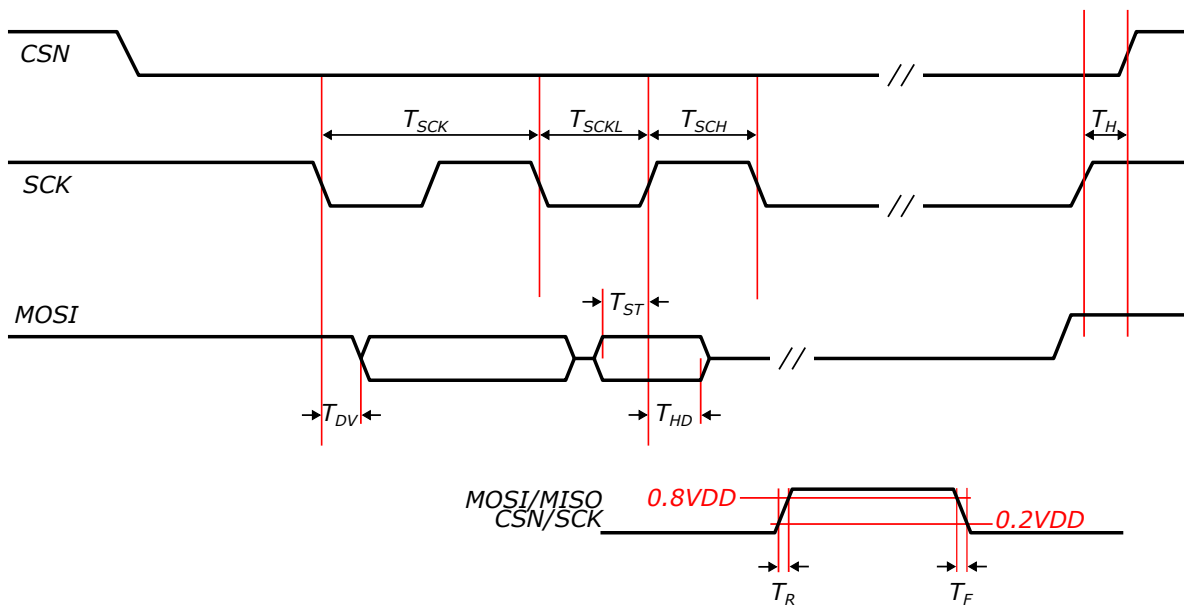 CSN
T_SCK T_SCKL T_SCH T_H
SCK
T_ST
MOSI
T_DV T_HD
MOSI/MISO 0.8VDD
CSN/SCK 0.2VDD
T_R T_F